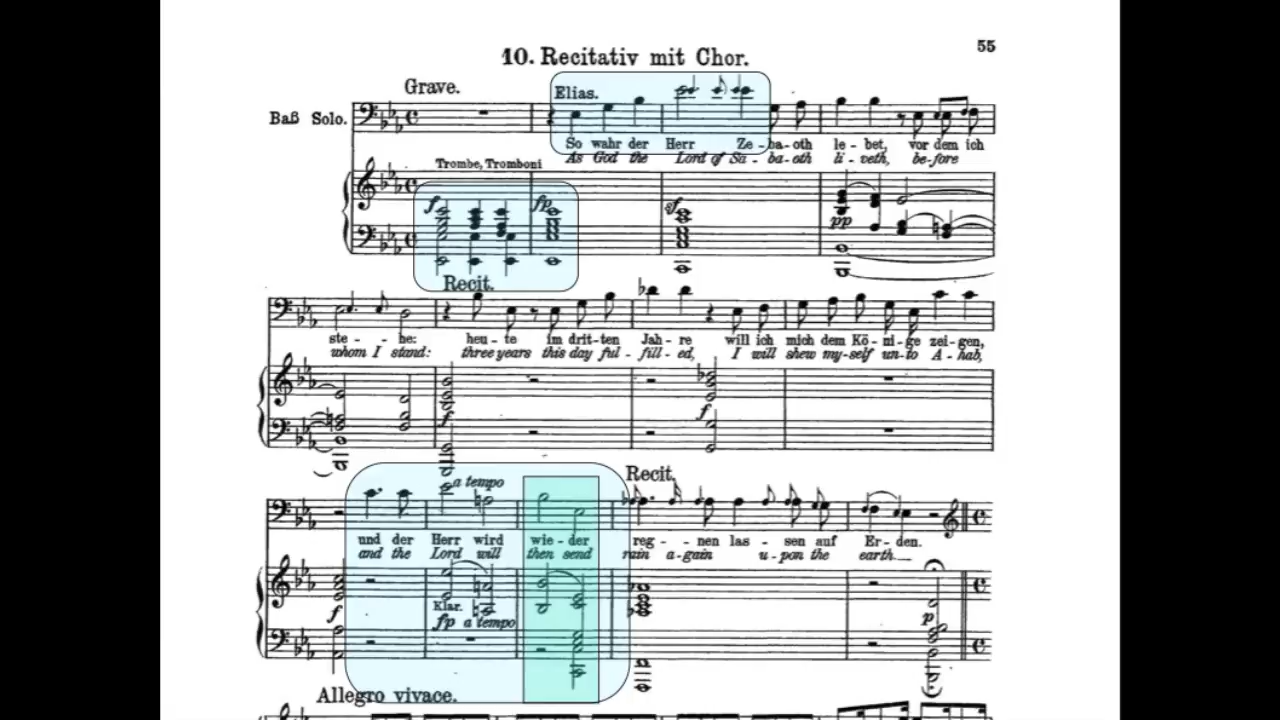 55
10. Recitativ mit Chor.
Grave.
Elias.
Baß Solo.
So wahr der Herr Ze - ba - oth le - bet, vor dem ich
As God the Lord of Sa - ba - oth li - veth, be - fore
Trombe, Tromboni
f fp sf pp
Recit.
ste - - he: heu - te im drit - ten Jah - re will ich mich dem Kö - ni - ge zei - gen,
whom I stand: three years this day ful - fill - ed, I will shew my - self un - to A - hab,
f f
a tempo Recit.
und der Herr wird wie - der reg - - nen las - sen auf Er - den.
and the Lord will then send rain a - gain u - pon the earth.
Klar.
f fp a tempo p
Allegro vivace.